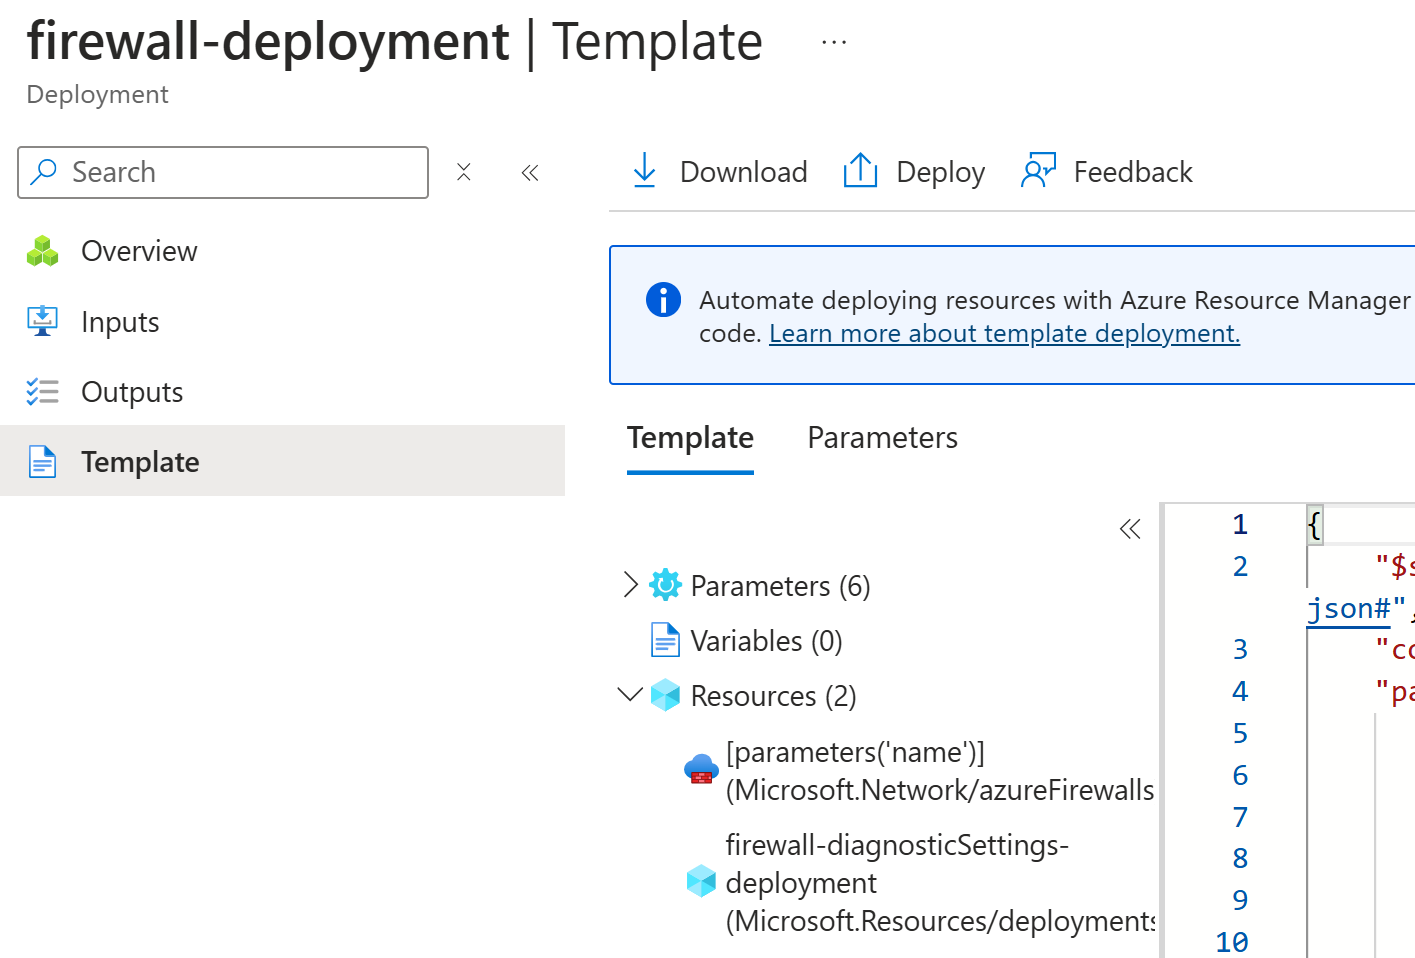 firewall-deployment | Template ...
Deployment
Search
Download
Deploy
Feedback
Overview
Inputs
Outputs
Template
Automate deploying resources with Azure Resource Manager
code. Learn more about template deployment.
Template
Parameters
Parameters (6)
Variables (0)
Resources (2)
[parameters('name')]
(Microsoft.Network/azureFirewalls
firewall-diagnosticSettings-
deployment
(Microsoft.Resources/deployments
1 {
2 "$s
json#",
3 "co
4 "pa
5
6
7
8
9
10